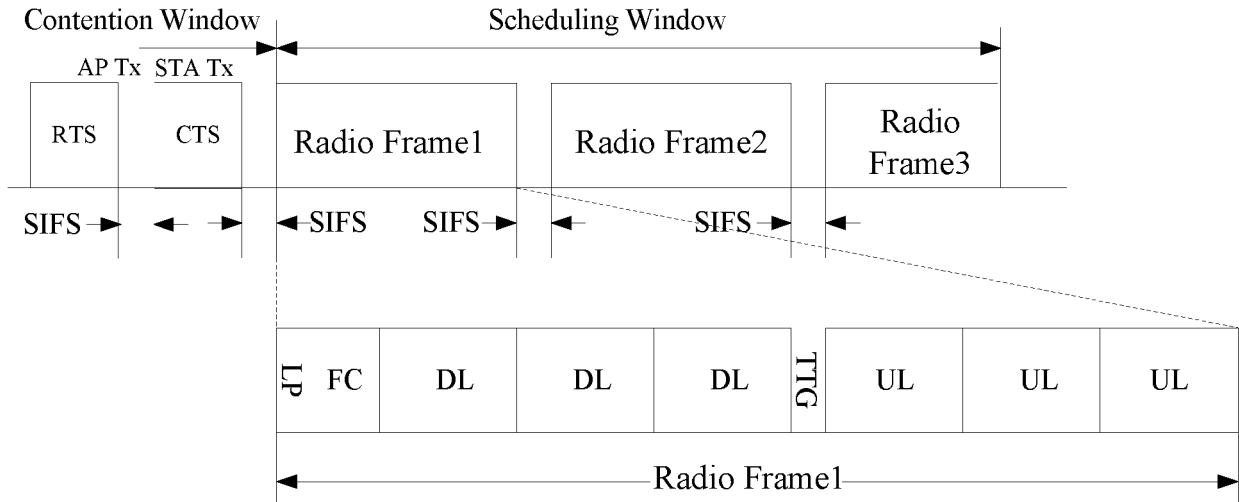 Contention Window
Scheduling Window
AP Tx STA Tx
RTS
CTS
Radio Frame1
Radio Frame2
Radio
Frame3
SIFS
SIFS
SIFS
SIFS
LP
FC
DL
DL
DL
TTG
UL
UL
UL
Radio Frame1